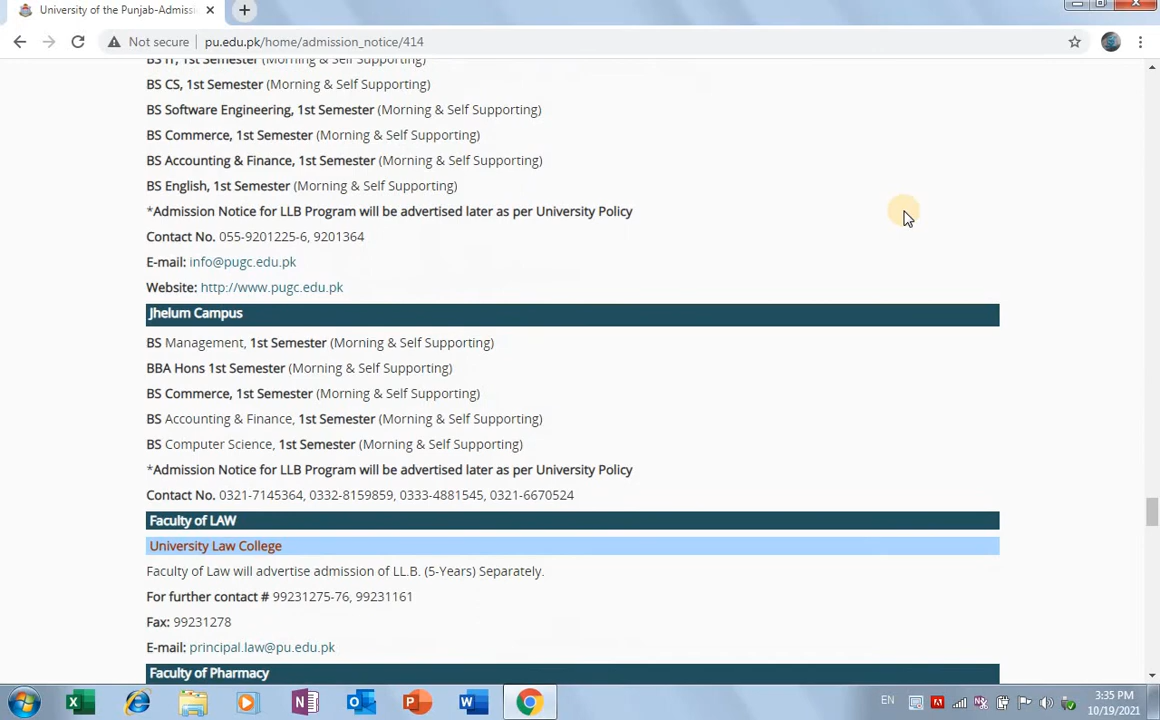 University of the Punjab-Admiss
Not secure
pu.edu.pk/home/admission_notice/414
BS IT, 1st Semester (Morning & Self Supporting)
BS CS, 1st Semester (Morning & Self Supporting)
BS Software Engineering, 1st Semester (Morning & Self Supporting)
BS Commerce, 1st Semester (Morning & Self Supporting)
BS Accounting & Finance, 1st Semester (Morning & Self Supporting)
BS English, 1st Semester (Morning & Self Supporting)
*Admission Notice for LLB Program will be advertised later as per University Policy
Contact No. 055-9201225-6, 9201364
E-mail: info@pugc.edu.pk
Website: http://www.pugc.edu.pk
Jhelum Campus
BS Management, 1st Semester (Morning & Self Supporting)
BBA Hons 1st Semester (Morning & Self Supporting)
BS Commerce, 1st Semester (Morning & Self Supporting)
BS Accounting & Finance, 1st Semester (Morning & Self Supporting)
BS Computer Science, 1st Semester (Morning & Self Supporting)
*Admission Notice for LLB Program will be advertised later as per University Policy
Contact No. 0321-7145364, 0332-8159859, 0333-4881545, 0321-6670524
Faculty of LAW
University Law College
Faculty of Law will advertise admission of LL.B. (5-Years) Separately.
For further contact # 99231275-76, 99231161
Fax: 99231278
E-mail: principal.law@pu.edu.pk
Faculty of Pharmacy
EN
3:35 PM
10/19/2021